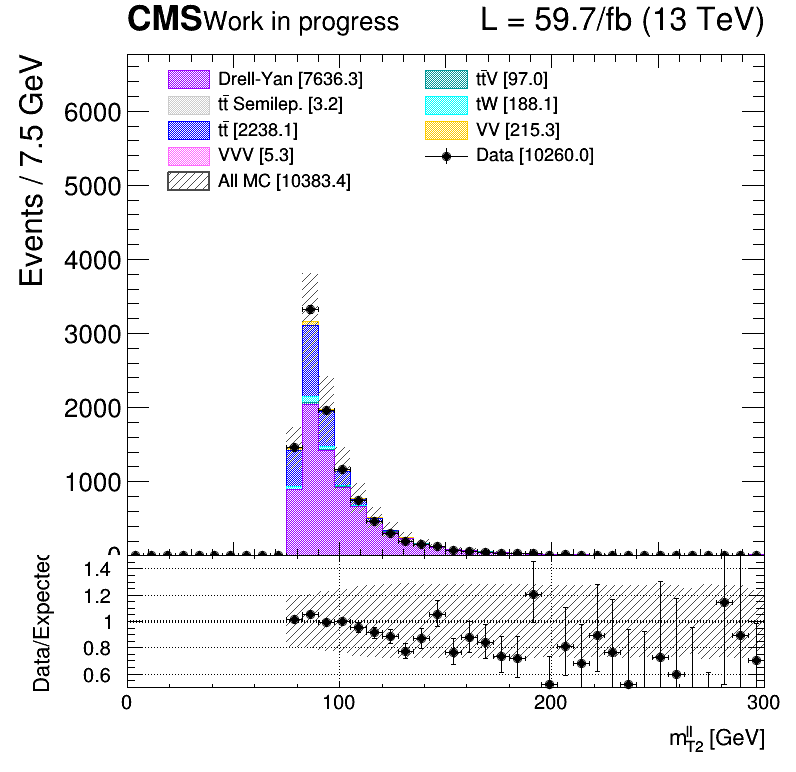 CMS Work in progress L = 59.7/fb (13 TeV)
Events / 7.5 GeV
Drell-Yan [7636.3]
tt̄ Semilep. [3.2]
tt̄ [2238.1]
VVV [5.3]
All MC [10383.4]
tt̄V [97.0]
tW [188.1]
VV [215.3]
Data [10260.0]
6000
5000
4000
3000
2000
1000
0
Data/Expected
1.4
1.2
1
0.8
0.6
0 100 200 300
m_T2^ll [GeV]